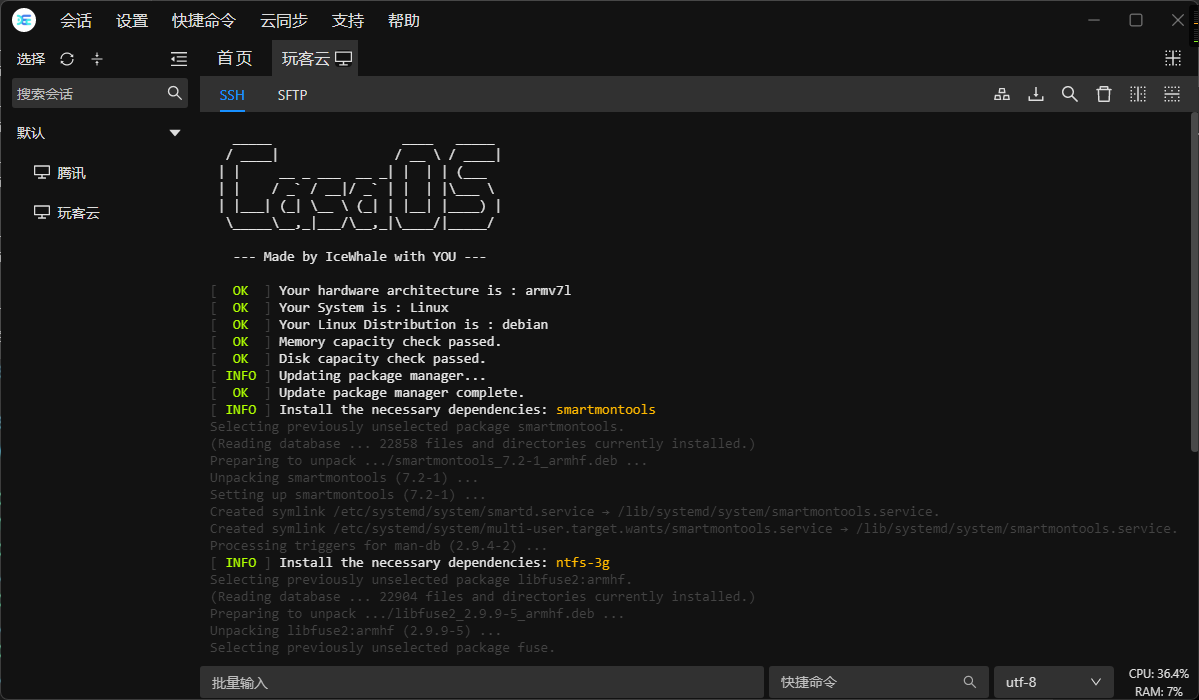 会话 设置 快捷命令 云同步 支持 帮助
选择 首页 玩客云
搜索会话 SSH SFTP
默认
腾讯
玩客云
CasaOS
--- Made by IceWhale with YOU ---
[ OK ] Your hardware architecture is : armv7l
[ OK ] Your System is : Linux
[ OK ] Your Linux Distribution is : debian
[ OK ] Memory capacity check passed.
[ OK ] Disk capacity check passed.
[ INFO ] Updating package manager...
[ OK ] Update package manager complete.
[ INFO ] Install the necessary dependencies: smartmontools
Selecting previously unselected package smartmontools.
(Reading database ... 22858 files and directories currently installed.)
Preparing to unpack .../smartmontools_7.2-1_armhf.deb ...
Unpacking smartmontools (7.2-1) ...
Setting up smartmontools (7.2-1) ...
Created symlink /etc/systemd/system/smartd.service → /lib/systemd/system/smartmontools.service.
Created symlink /etc/systemd/system/multi-user.target.wants/smartmontools.service → /lib/systemd/system/smartmontools.service.
Processing triggers for man-db (2.9.4-2) ...
[ INFO ] Install the necessary dependencies: ntfs-3g
Selecting previously unselected package libfuse2:armhf.
(Reading database ... 22904 files and directories currently installed.)
Preparing to unpack .../libfuse2_2.9.9-5_armhf.deb ...
Unpacking libfuse2:armhf (2.9.9-5) ...
Selecting previously unselected package fuse.
批量输入 快捷命令 utf-8
CPU: 36.4%
RAM: 7%